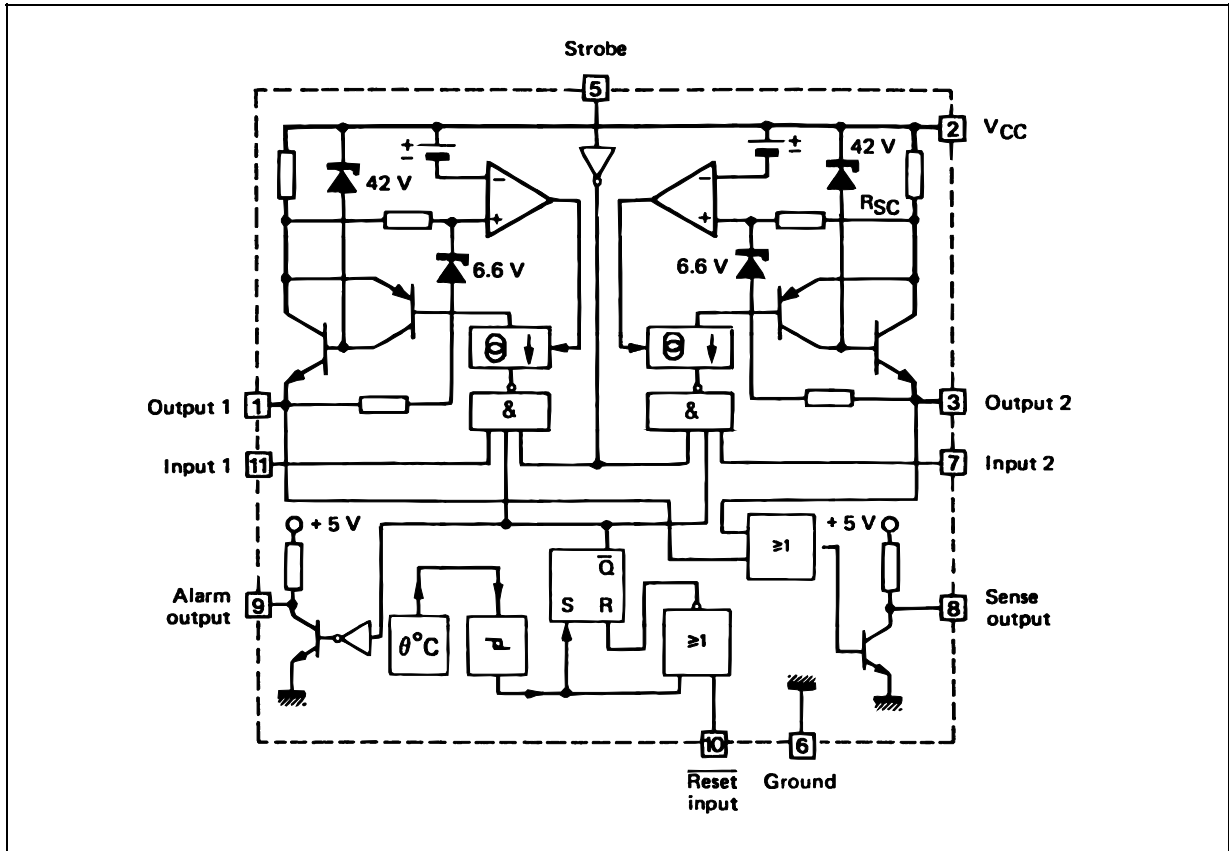 Strobe
5
2 VCC
+
-
42 V
-
+
6.6 V
±
42 V
RSC
-
+
6.6 V
&
&
Output 1 1
3 Output 2
Input 1 11
7 Input 2
+ 5 V
≥1
+ 5 V
Q
S R
Alarm
output
9
θ°C
≥1
8
Sense
output
10
6
Reset
input
Ground